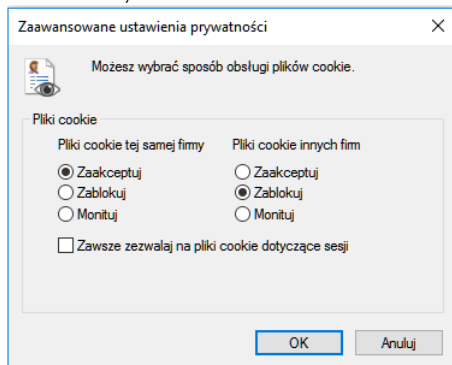 Zaawansowane ustawienia prywatności
Możesz wybrać sposób obsługi plików cookie.
Pliki cookie
Pliki cookie tej samej firmy Pliki cookie innych firm
Zaakceptuj Zaakceptuj
Zablokuj Zablokuj
Monituj Monituj
Zawsze zezwalaj na pliki cookie dotyczące sesji
OK Anuluj